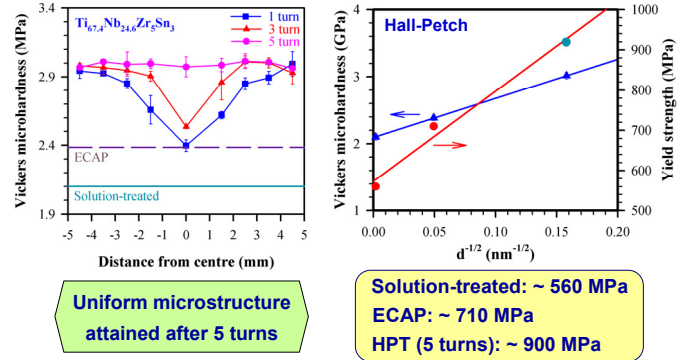 Ti67.4Nb24.6Zr5Sn3
1 turn
3 turn
5 turn
Vickers microhardness (MPa)
3.9
3.4
2.9
2.4
1.9
ECAP
Solution-treated
-5 -4 -3 -2 -1 0 1 2 3 4 5
Distance from centre (mm)
Hall-Petch
Vickers microhardness (GPa)
4
3
2
1
0
1000
900
800
700
600
500
Yield strength (MPa)
0.00 0.05 0.10 0.15 0.20
d-1/2 (nm-1/2)
Uniform microstructure
attained after 5 turns
Solution-treated: ~ 560 MPa
ECAP: ~ 710 MPa
HPT (5 turns): ~ 900 MPa